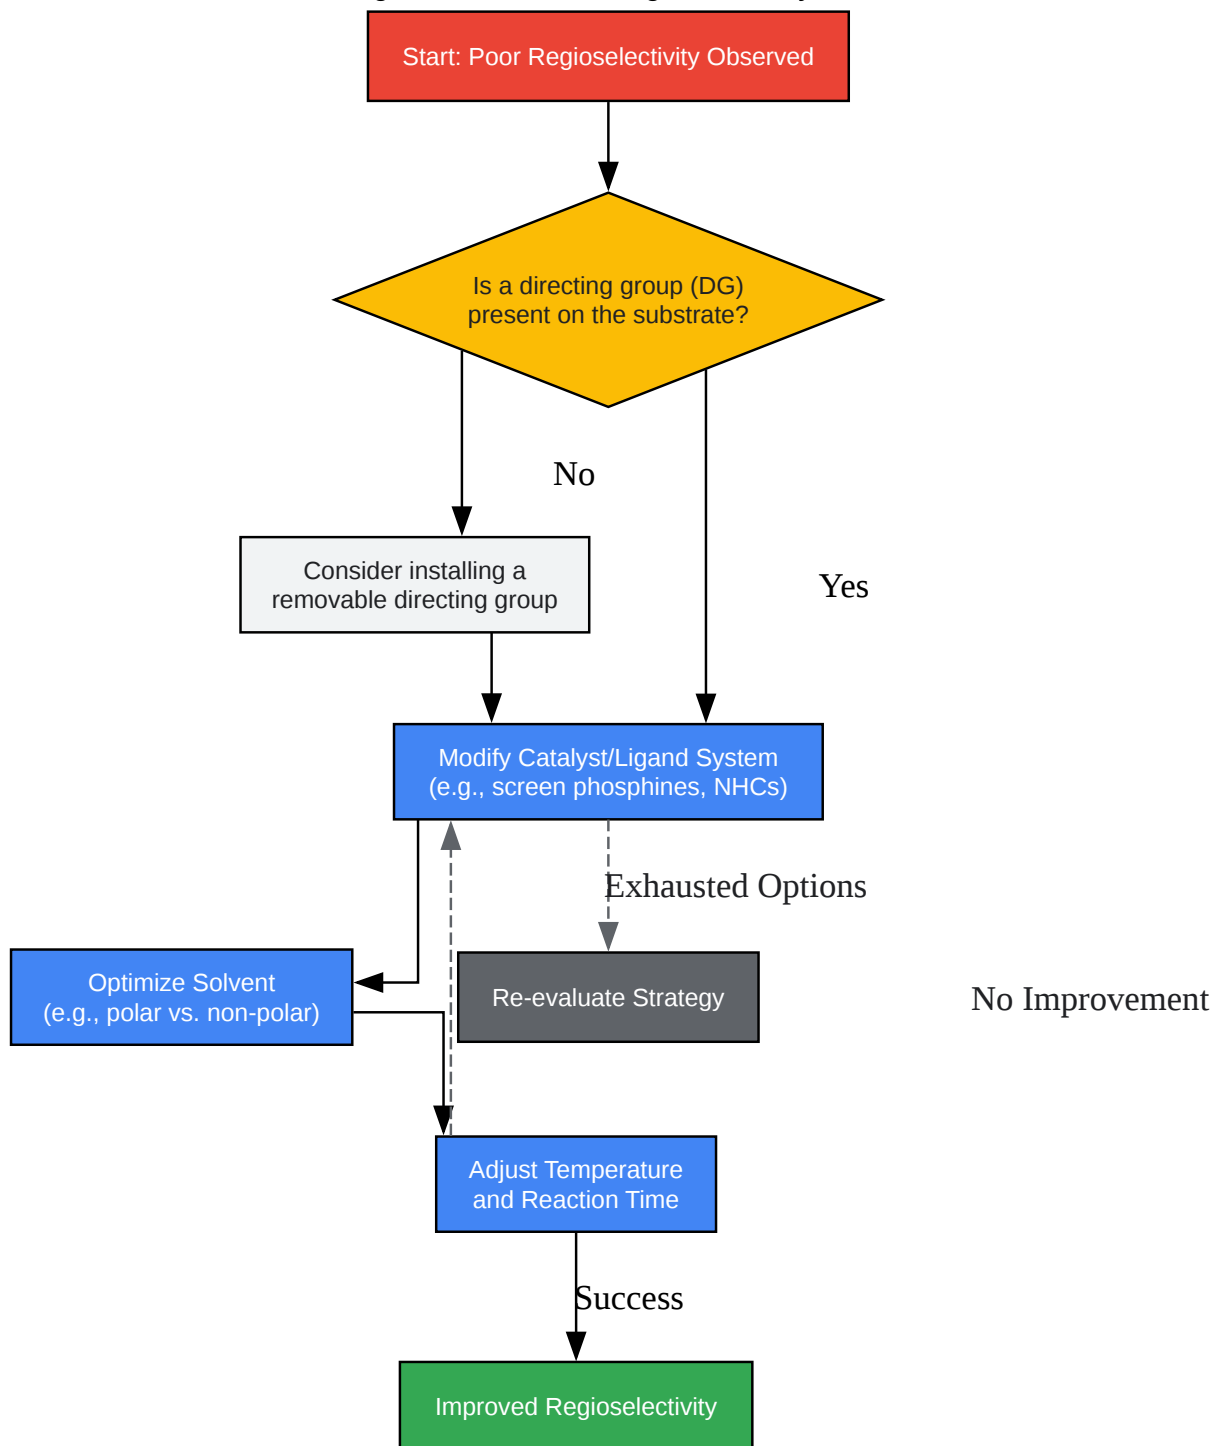 Start: Poor Regioselectivity Observed
Is a directing group (DG)
present on the substrate?
No
Consider installing a
removable directing group
Yes
Modify Catalyst/Ligand System
(e.g., screen phosphines, NHCs)
Exhausted Options
Optimize Solvent
(e.g., polar vs. non-polar)
Re-evaluate Strategy
No Improvement
Adjust Temperature
and Reaction Time
Success
Improved Regioselectivity